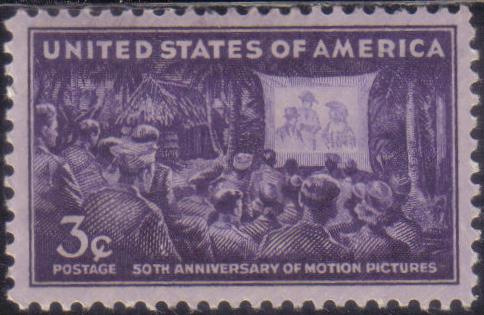 UNITED STATES OF AMERICA
3¢
POSTAGE 50TH ANNIVERSARY OF MOTION PICTURES